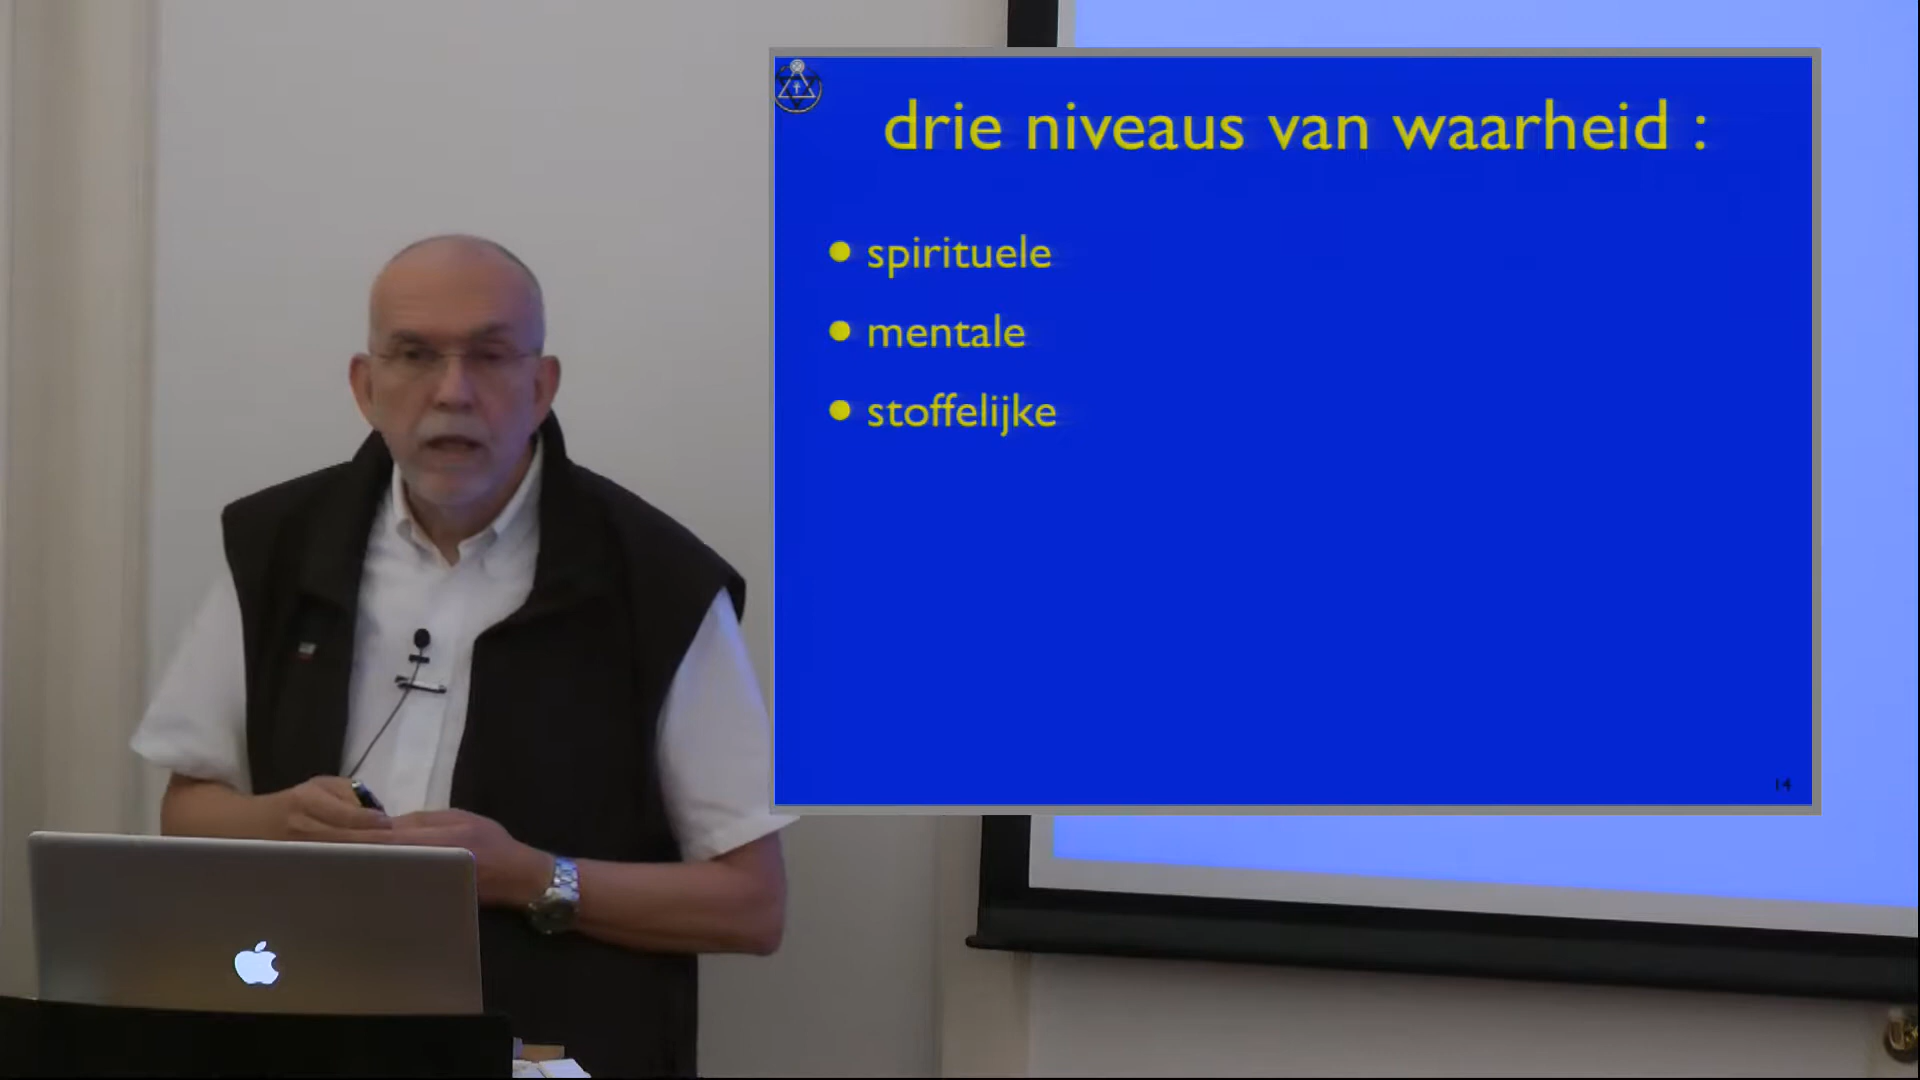 drie niveaus van waarheid :
• spirituele
• mentale
• stoffelijke
14